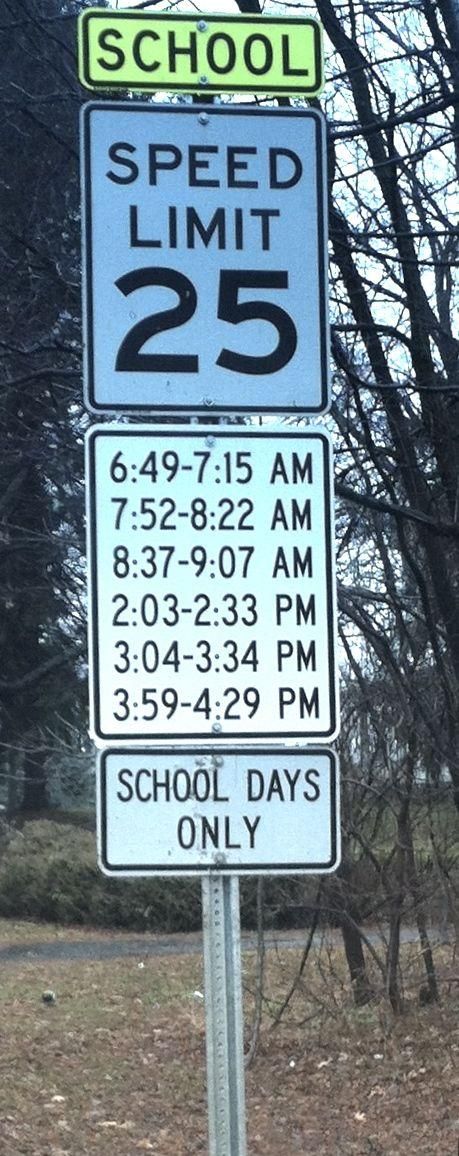 SCHOOL
SPEED
LIMIT
25
6:49-7:15 AM
7:52-8:22 AM
8:37-9:07 AM
2:03-2:33 PM
3:04-3:34 PM
3:59-4:29 PM
SCHOOL DAYS
ONLY